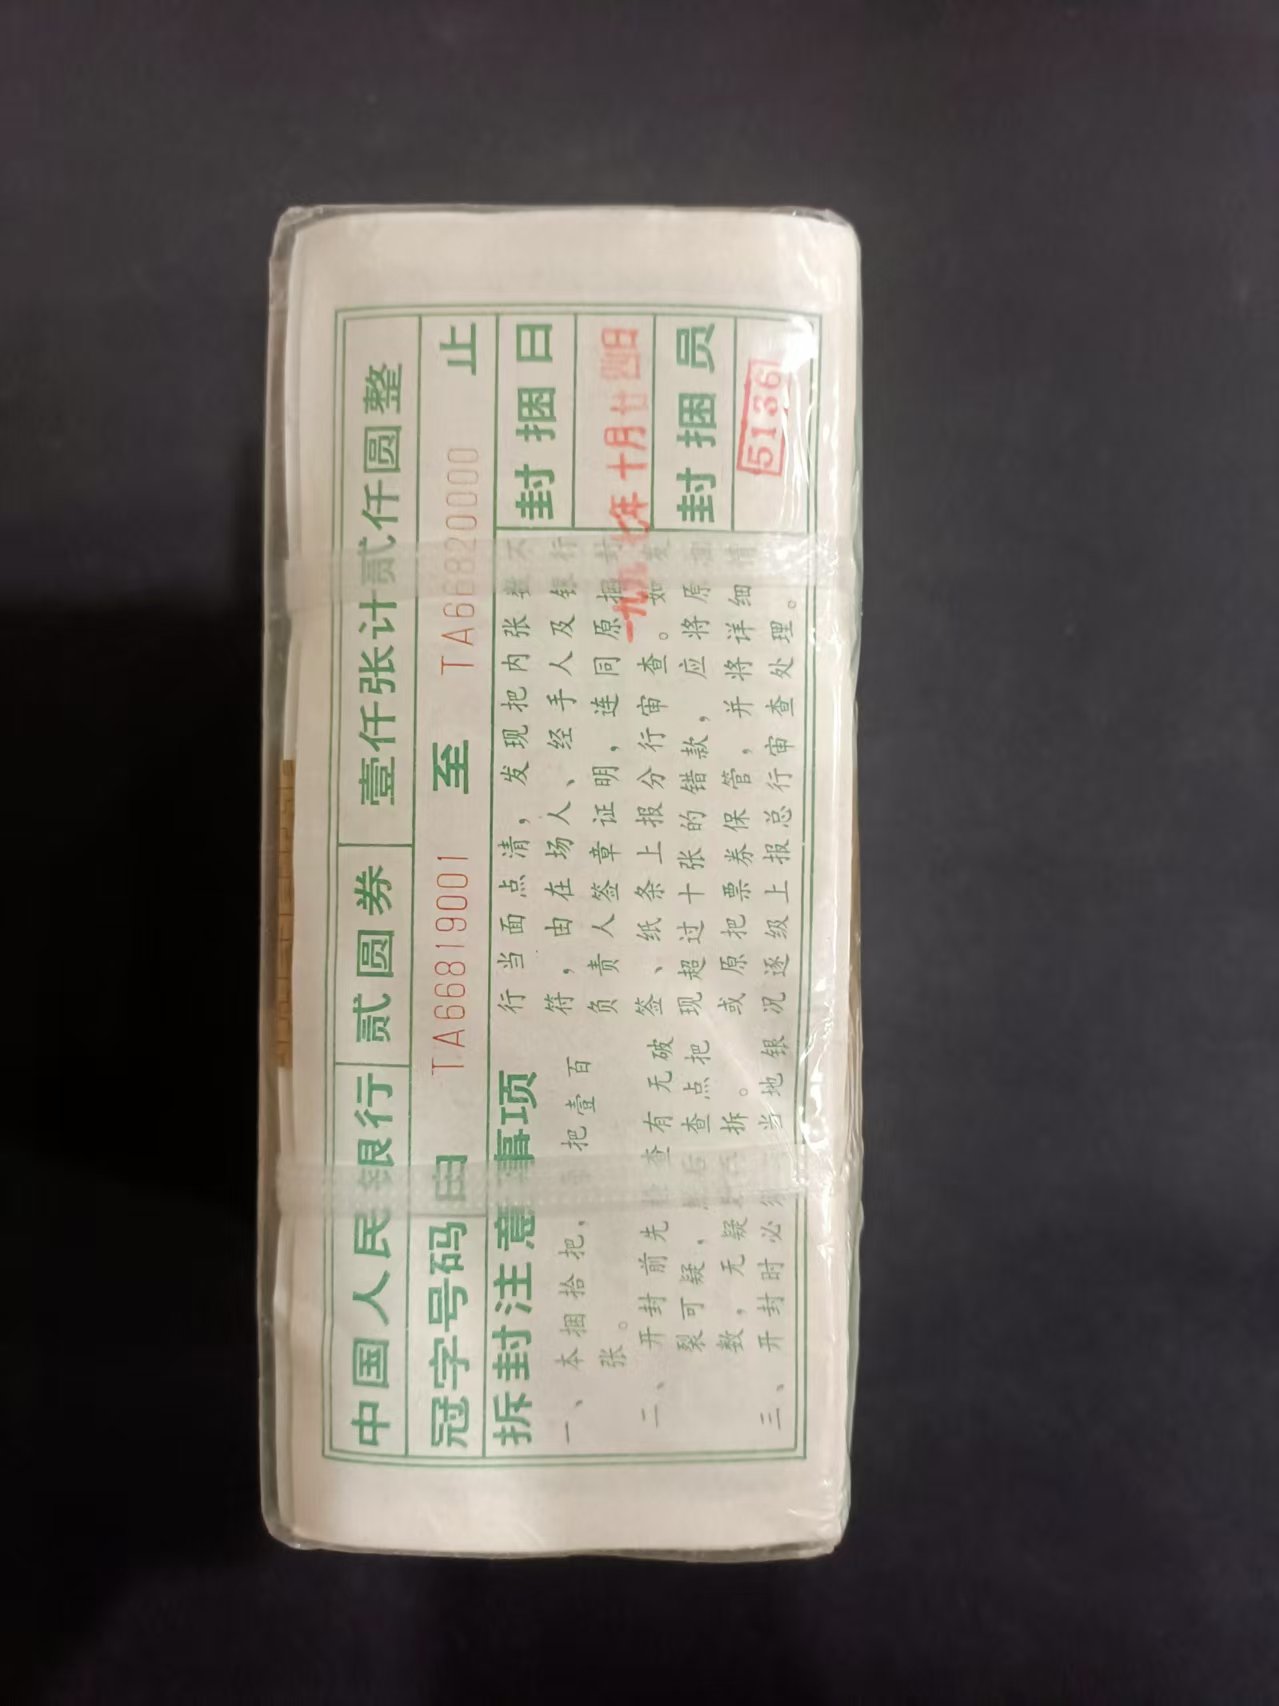 中国人民银行 贰圆券 壹仟张计贰仟圆整
冠字号码由 TA66819001 至 TA66820000 止
拆封注意事项
一、本捆拾把，把壹百
张。
二、开封前先查有无破
裂可疑，查点把
数，无疑拆。
三、开封时必当地银
行当面点清，发现把内张数不
符，由在场人、经手人及银行
负责人签章证明，连同原捆封
签、纸条上报分行审查。如发
现超过十张的错款，应将原捆
或原把票券保管，并将详细情
况逐级上报总行审查处理。
封捆日
一九九七年十月廿四日
封捆员
5136